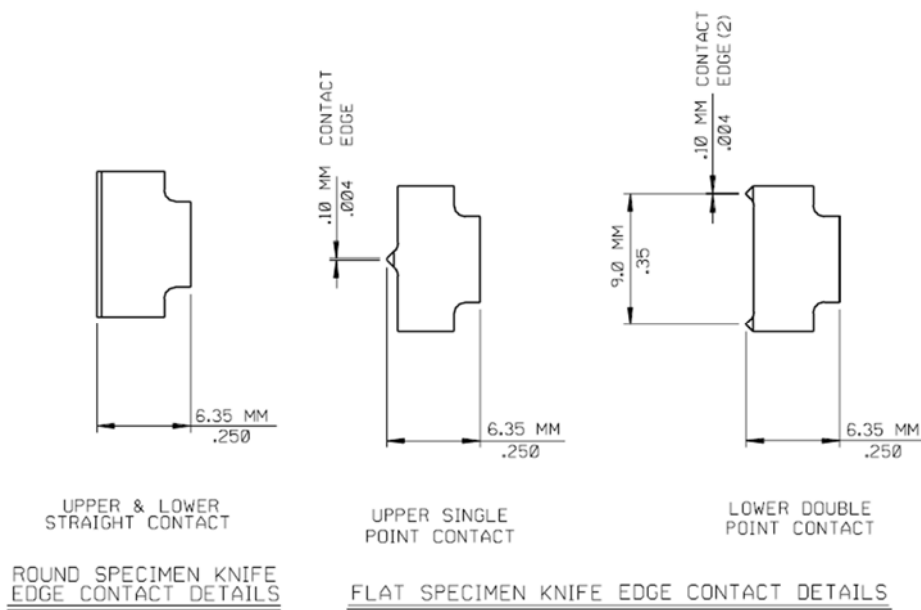 .10 MM CONTACT
EDGE
.004
.10 MM CONTACT
EDGE(2)
.004
9.0 MM
.35
6.35 MM
.250
6.35 MM
.250
6.35 MM
.250
UPPER & LOWER
STRAIGHT CONTACT
UPPER SINGLE
POINT CONTACT
LOWER DOUBLE
POINT CONTACT
ROUND SPECIMEN KNIFE
EDGE CONTACT DETAILS
FLAT SPECIMEN KNIFE EDGE CONTACT DETAILS